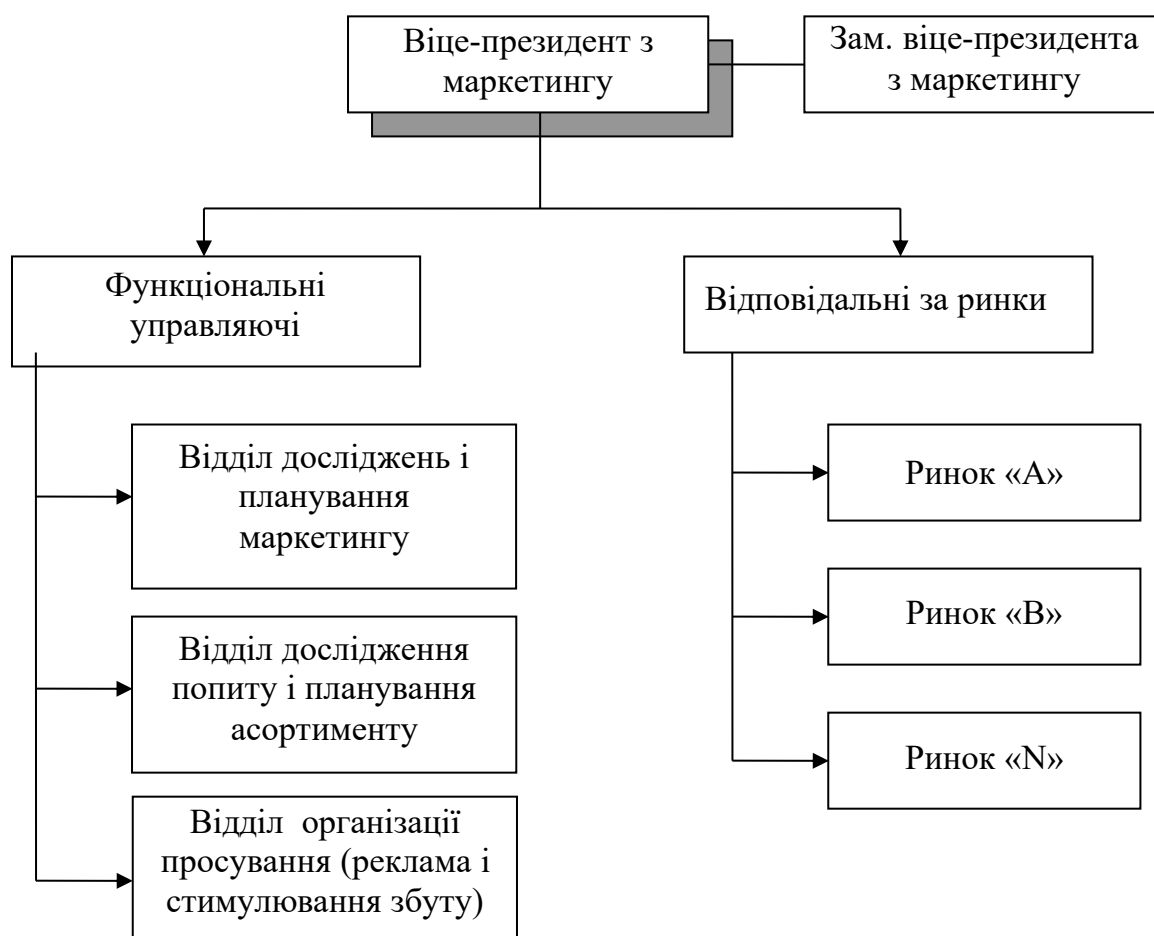 Віце-президент з
маркетингу
Зам. віце-президента
з маркетингу
Функціональні
управляючі
Відповідальні за ринки
Відділ досліджень і
планування
маркетингу
Ринок «А»
Відділ дослідження
попиту і планування
асортименту
Ринок «В»
Відділ  організації
просування (реклама і
стимулювання збуту)
Ринок «N»